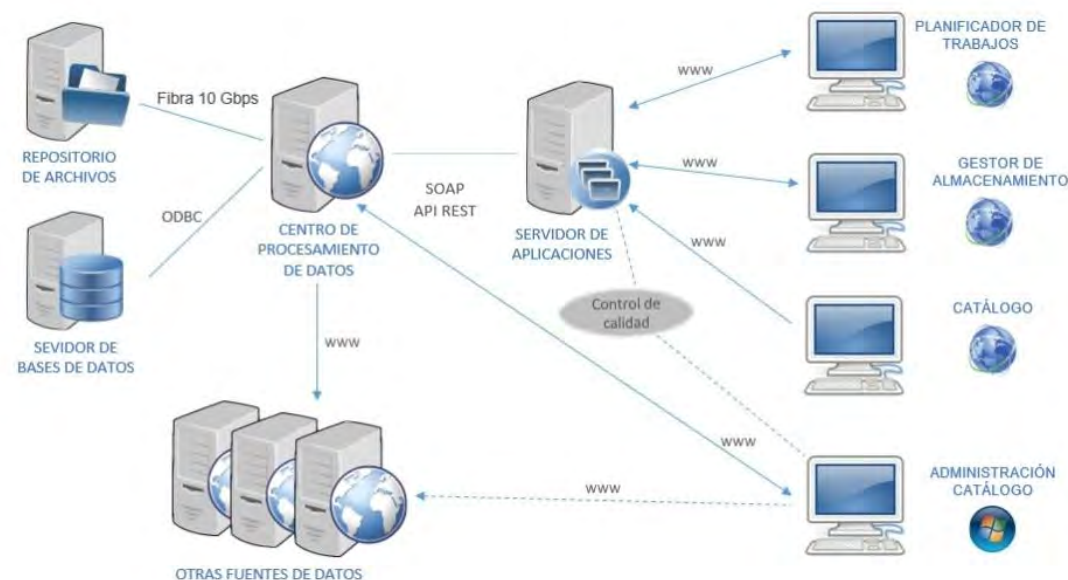 PLANIFICADOR DE
TRABAJOS
www
Fibra 10 Gbps
REPOSITORIO
DE ARCHIVOS
www
GESTOR DE
ALMACENAMIENTO
SOAP
API REST
ODBC
CENTRO DE
PROCESAMIENTO
DE DATOS
SERVIDOR DE
APLICACIONES
www
Control de
calidad
CATÁLOGO
SEVIDOR DE
BASES DE DATOS
www
www
ADMINISTRACIÓN
CATÁLOGO
www
OTRAS FUENTES DE DATOS